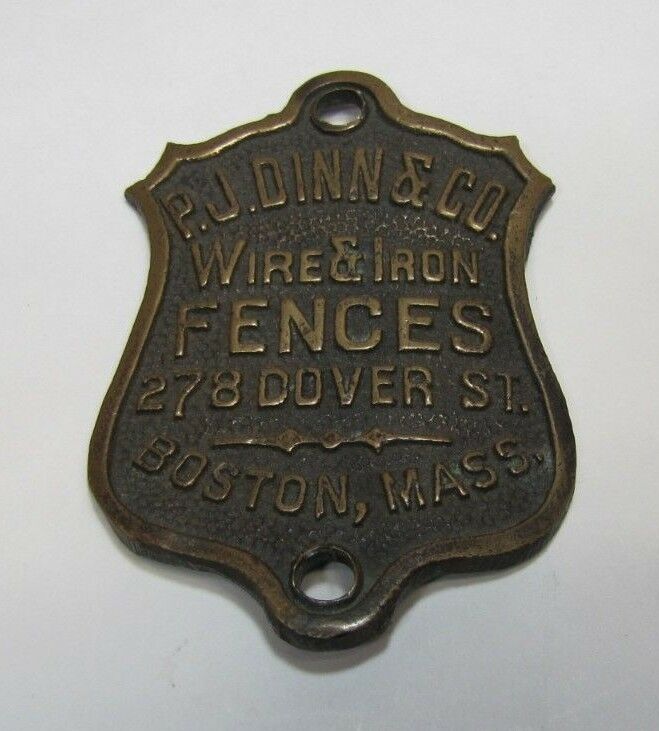 P.J. DINN & CO.
WIRE & IRON
FENCES
278 DOVER ST.
BOSTON, MASS.